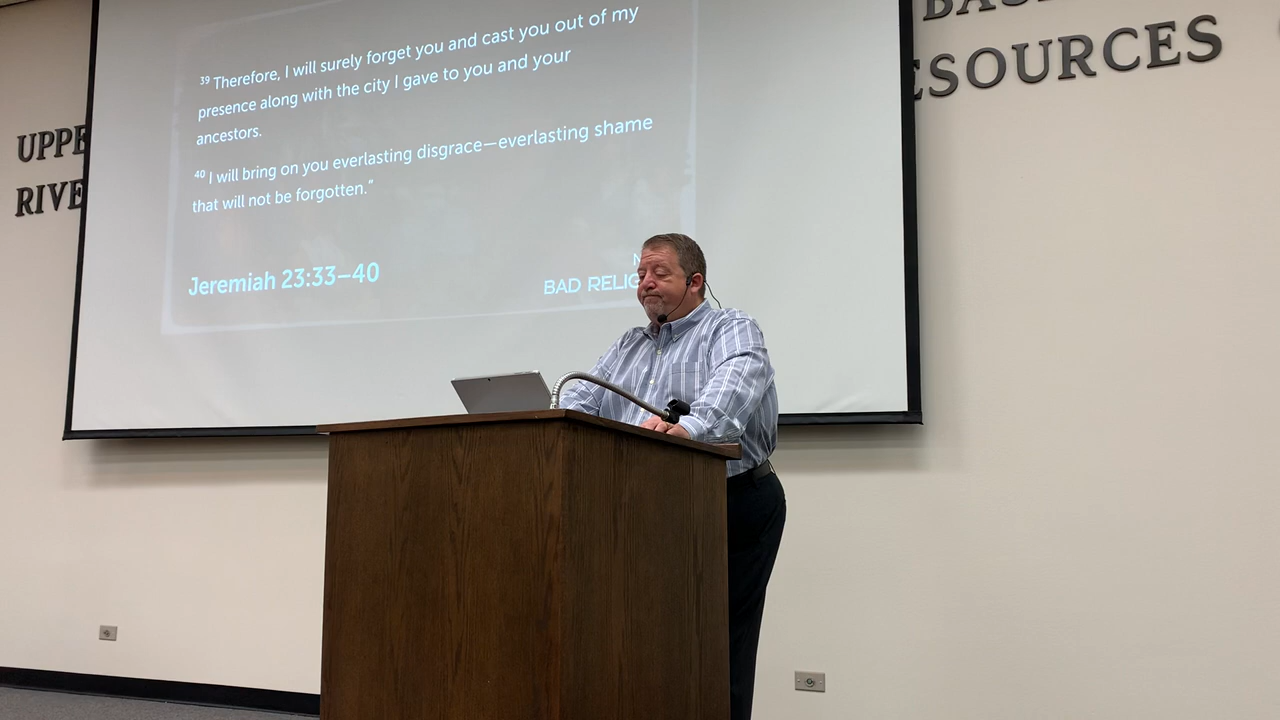 ³⁹ Therefore, I will surely forget you and cast you out of my
presence along with the city I gave to you and your
ancestors.
⁴⁰ I will bring on you everlasting disgrace—everlasting shame
that will not be forgotten.”
Jeremiah 23:33–40
BAD RELIG
UPPE
RIVE
BAS
ESOURCES